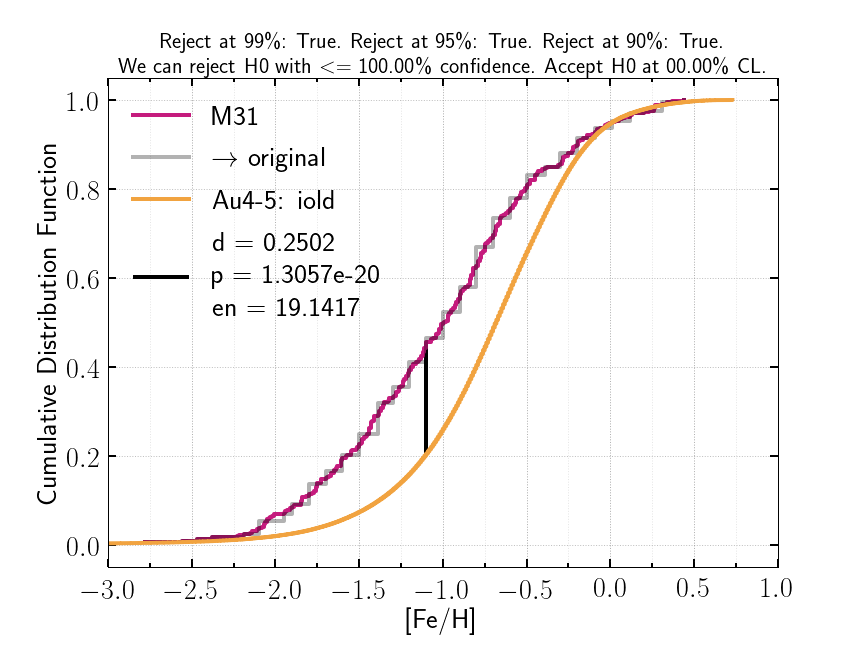 Reject at 99%: True. Reject at 95%: True. Reject at 90%: True.
We can reject H0 with <= 100.00% confidence. Accept H0 at 00.00% CL.
M31
→ original
Au4-5: iold
d = 0.2502
p = 1.3057e-20
en = 19.1417
Cumulative Distribution Function
1.0
0.8
0.6
0.4
0.2
0.0
−3.0 −2.5 −2.0 −1.5 −1.0 −0.5 0.0 0.5 1.0
[Fe/H]